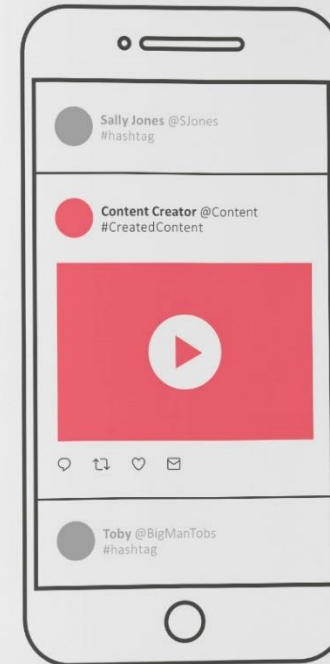 Sally Jones @SJones
#hashtag
Content Creator @Content
#CreatedContent
Toby @BigManTobs
#hashtag